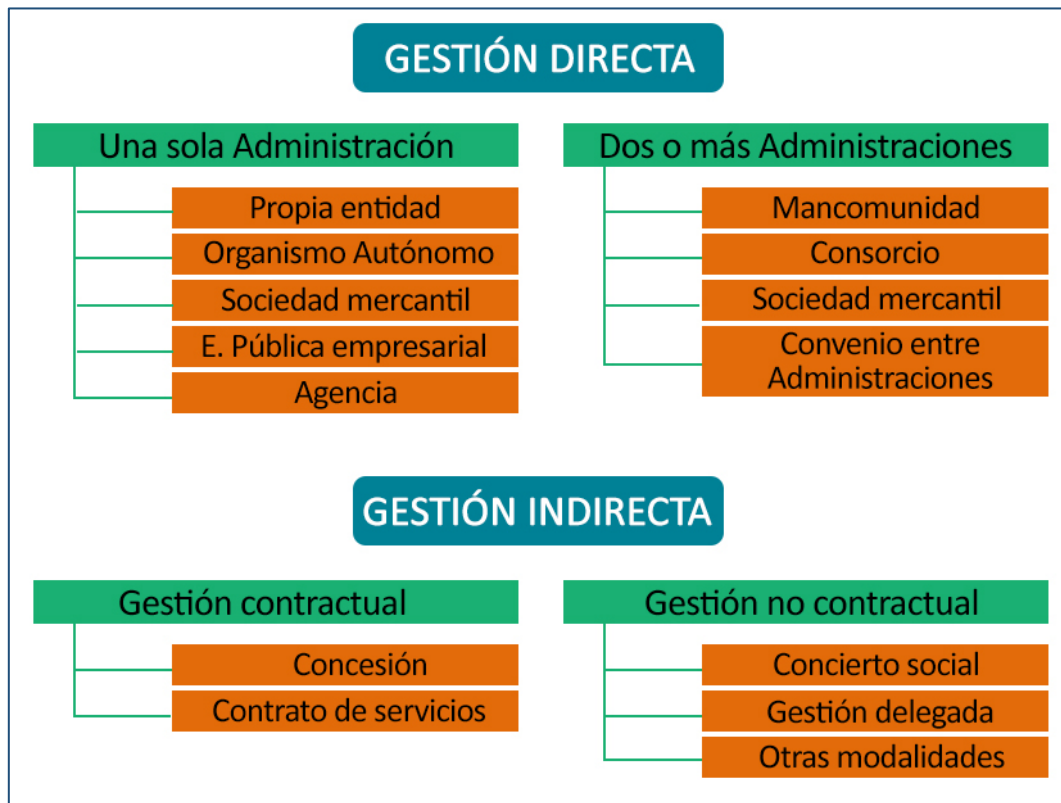 GESTIÓN DIRECTA
Una sola Administración
Propia entidad
Organismo Autónomo
Sociedad mercantil
E. Pública empresarial
Agencia
Dos o más Administraciones
Mancomunidad
Consorcio
Sociedad mercantil
Convenio entre
Administraciones
GESTIÓN INDIRECTA
Gestión contractual
Concesión
Contrato de servicios
Gestión no contractual
Concierto social
Gestión delegada
Otras modalidades